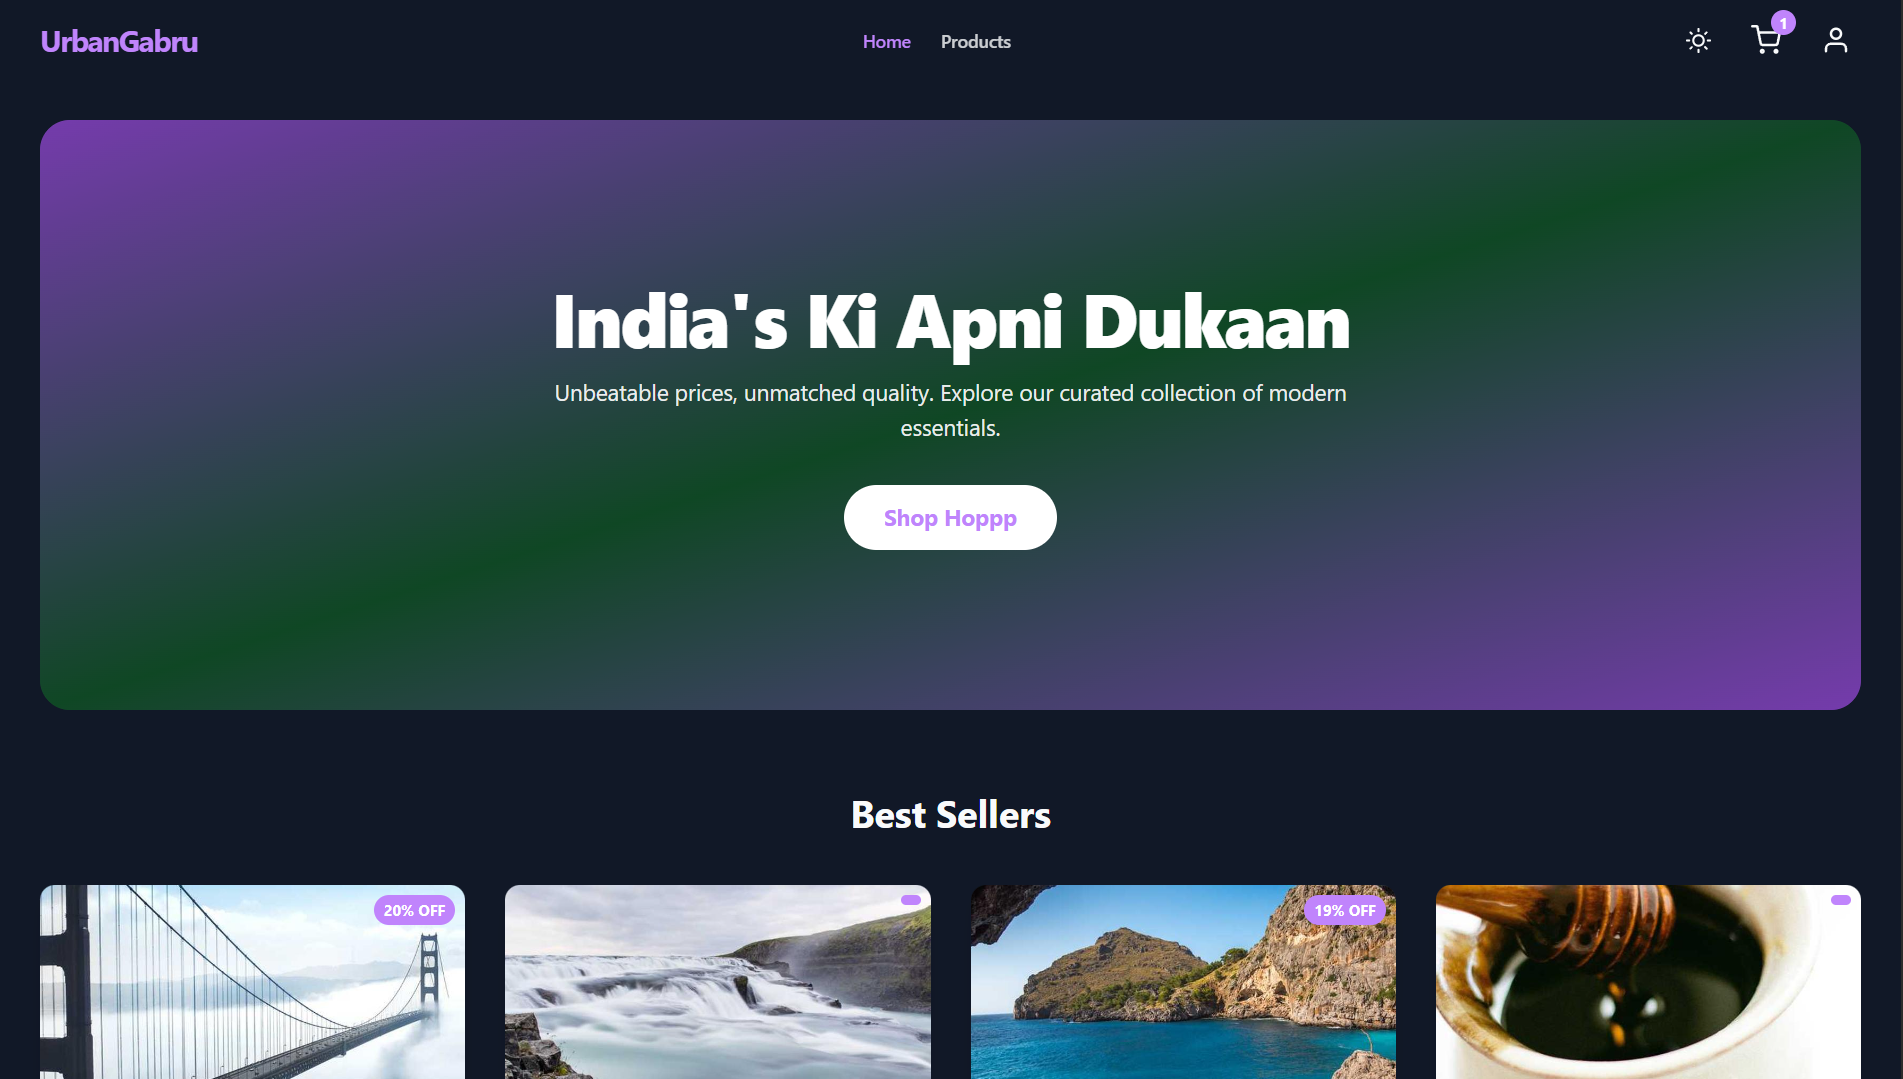 UrbanGabru
Home
Products
1
India's Ki Apni Dukaan
Unbeatable prices, unmatched quality. Explore our curated collection of modern
essentials.
Shop Hoppp
Best Sellers
20% OFF
19% OFF